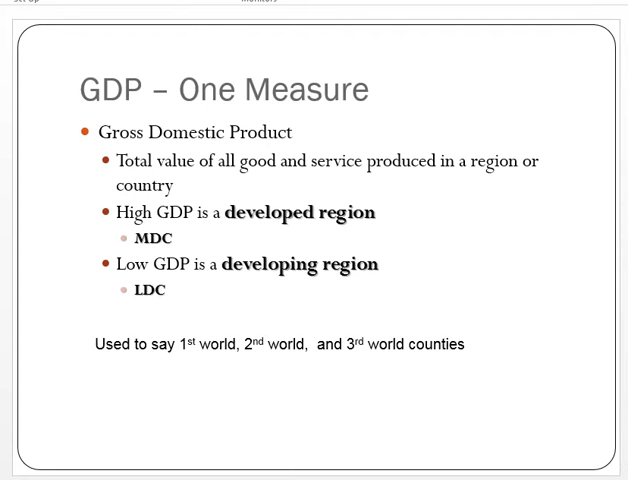 GDP – One Measure
Gross Domestic Product
Total value of all good and service produced in a region or
country
High GDP is a developed region
MDC
Low GDP is a developing region
LDC
Used to say 1st world, 2nd world, and 3rd world counties